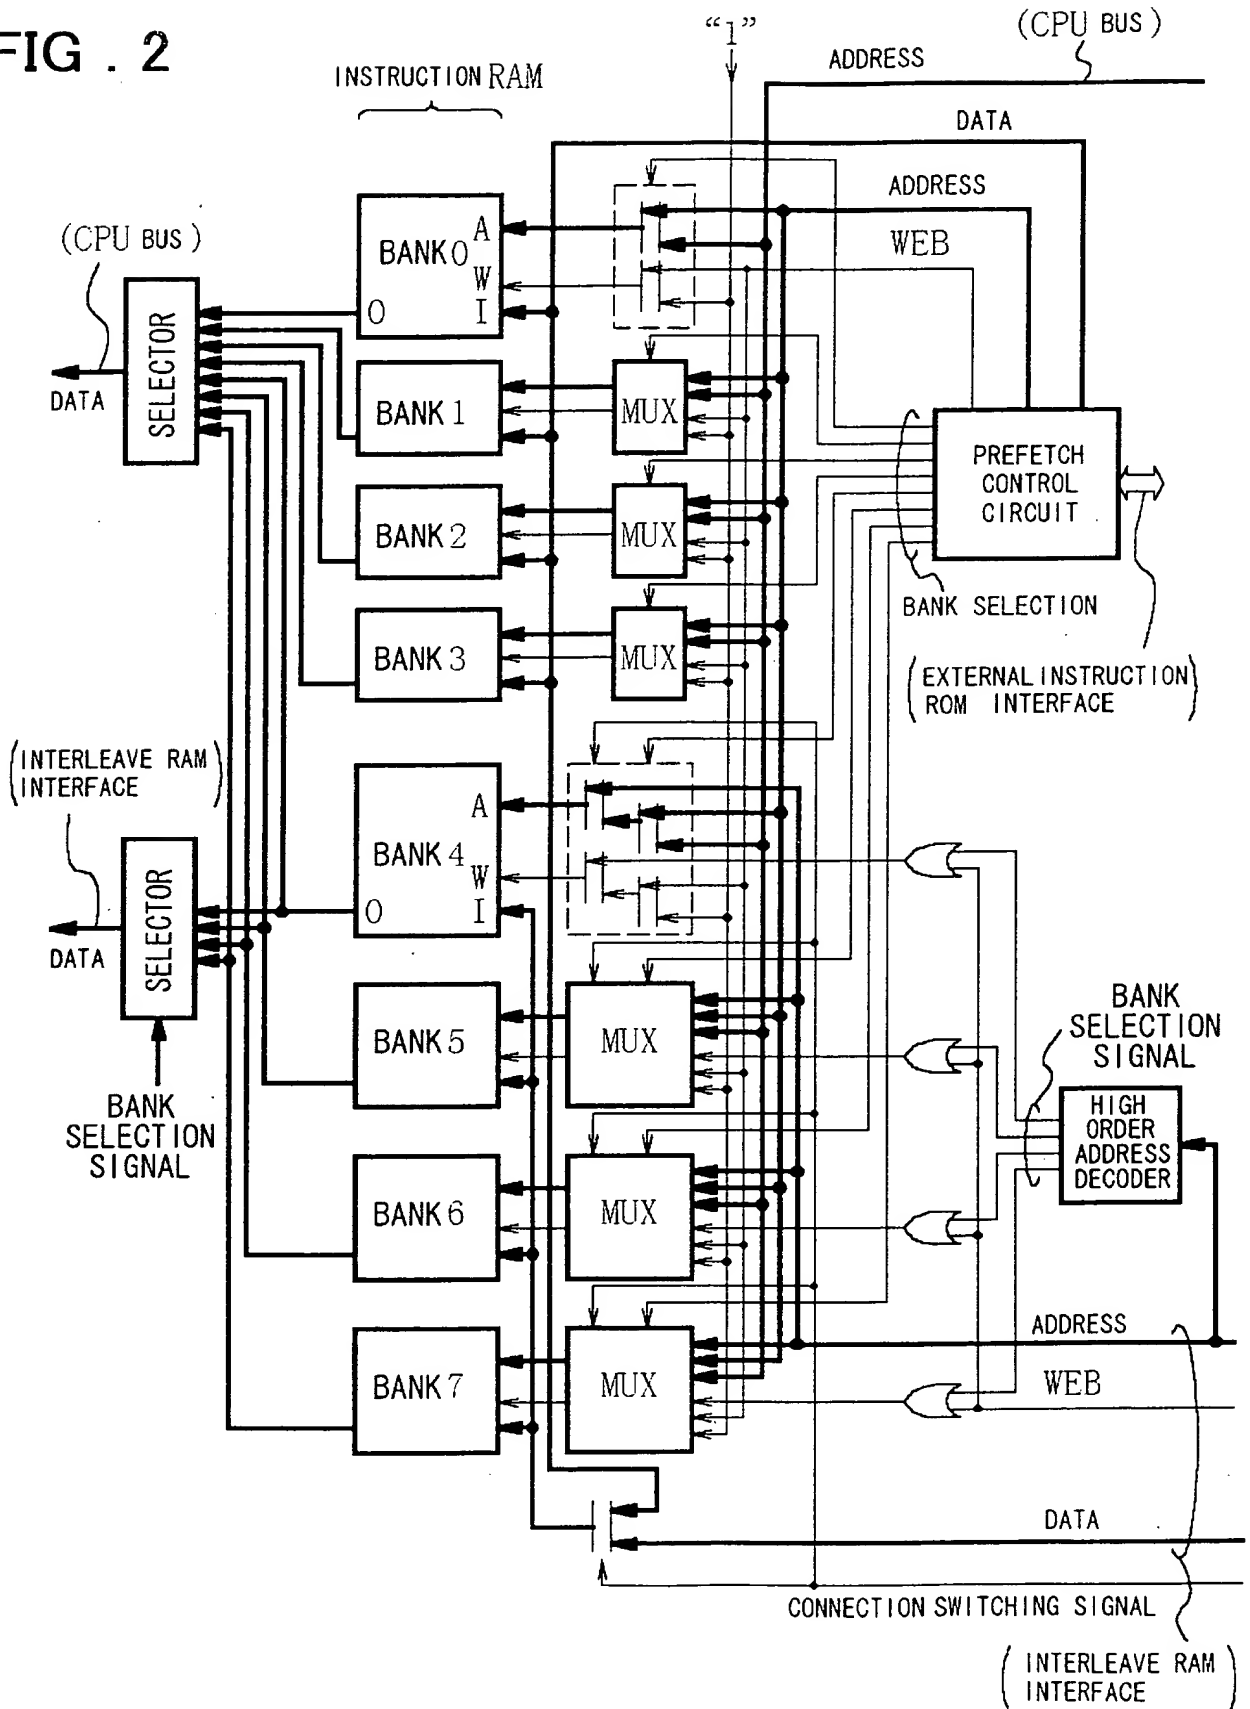 FIG . 2
"1"
(CPU BUS)
ADDRESS
INSTRUCTION RAM
DATA
ADDRESS
WEB
(CPU BUS)
BANK 0
A
W
I
O
SELECTOR
DATA
BANK 1
MUX
PREFETCH
CONTROL
CIRCUIT
BANK 2
MUX
BANK SELECTION
BANK 3
MUX
(EXTERNAL INSTRUCTION
ROM INTERFACE)
(INTERLEAVE RAM
INTERFACE)
BANK 4
A
W
I
O
SELECTOR
DATA
BANK
SELECTION
SIGNAL
BANK 5
MUX
BANK
SELECTION
SIGNAL
HIGH
ORDER
ADDRESS
DECODER
BANK 6
MUX
ADDRESS
BANK 7
MUX
WEB
DATA
CONNECTION SWITCHING SIGNAL
(INTERLEAVE RAM
INTERFACE)